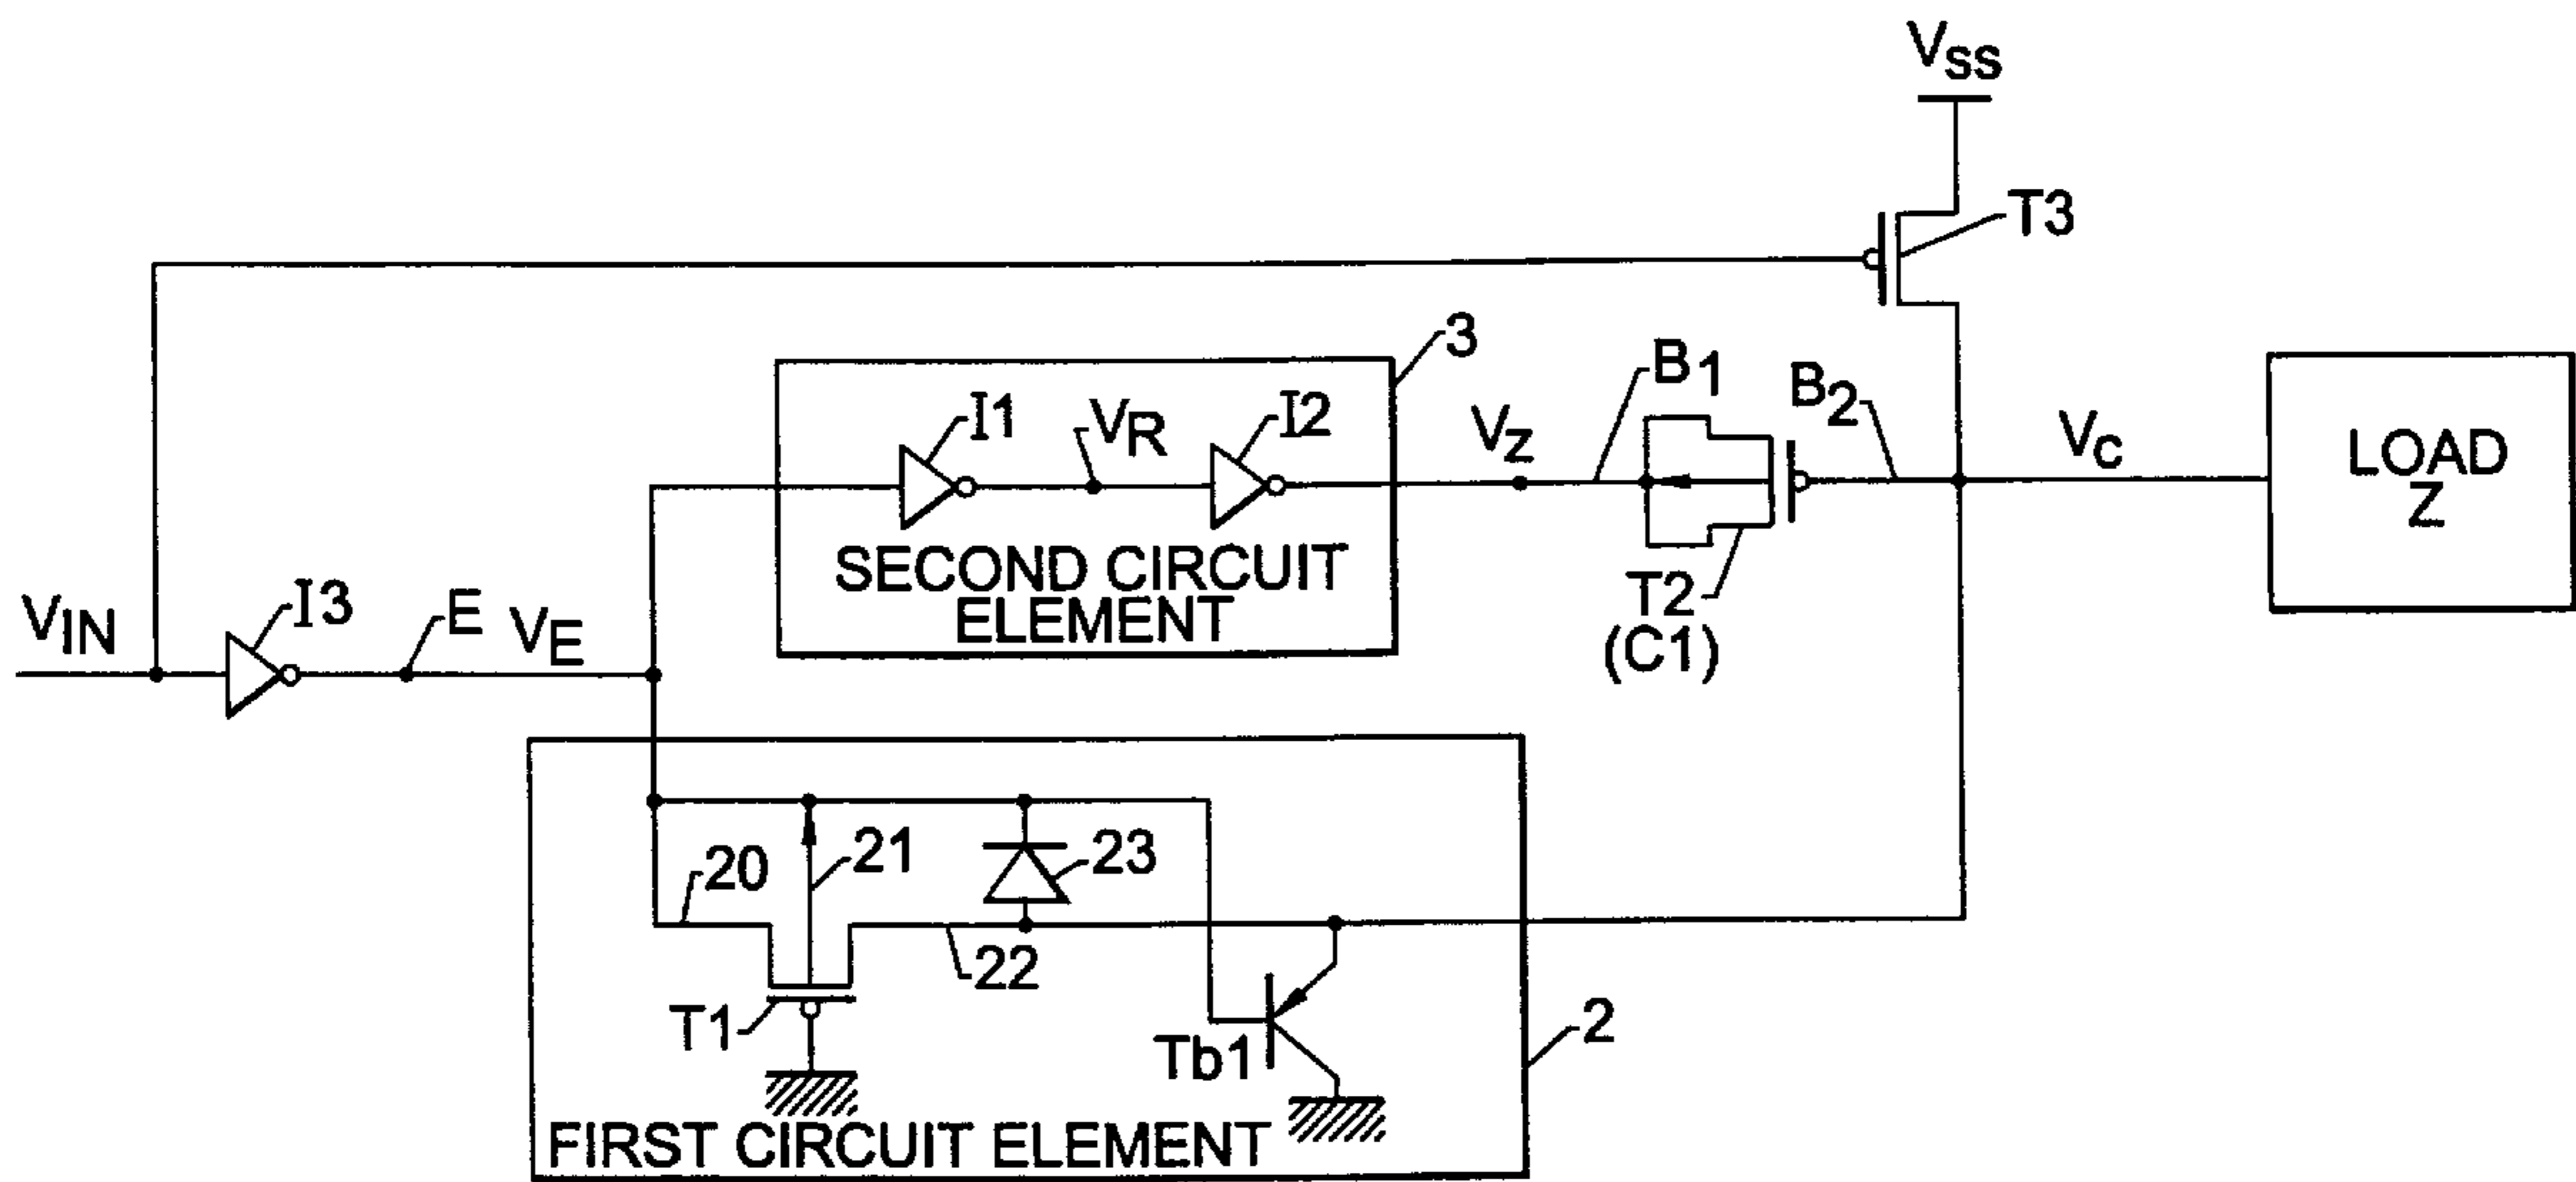 VSS
T3
3
I1
VR
I2
VZ
B1
B2
VC
LOAD
Z
SECOND CIRCUIT
ELEMENT
T2
(C1)
VIN
I3
E
VE
20
21
23
22
T1
Tb1
2
FIRST CIRCUIT ELEMENT